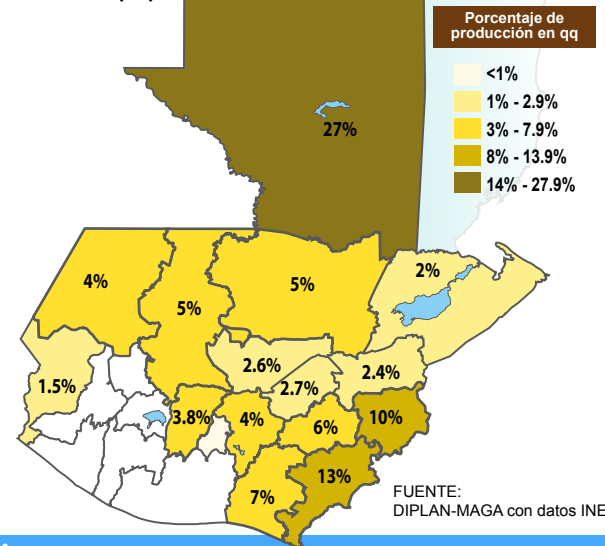 Porcentaje de
producción en qq
<1%
1% - 2.9%
3% - 7.9%
8% - 13.9%
14% - 27.9%
27%
2%
4%
5%
5%
2.6%
2.4%
1.5%
2.7%
3.8%
4%
10%
6%
13%
7%
FUENTE:
DIPLAN-MAGA con datos INE